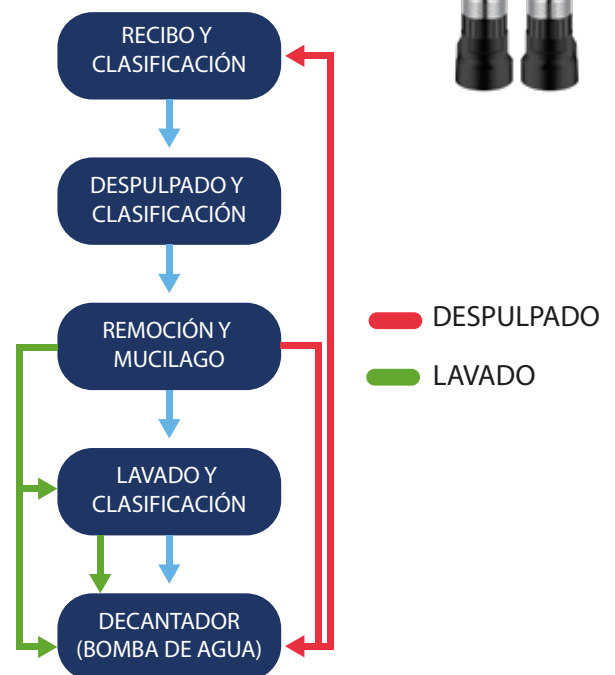 RECIBO Y
CLASIFICACIÓN
DESPULPADO Y
CLASIFICACIÓN
REMOCIÓN Y
MUCILAGO
DESPULPADO
LAVADO
LAVADO Y
CLASIFICACIÓN
DECANTADOR
(BOMBA DE AGUA)